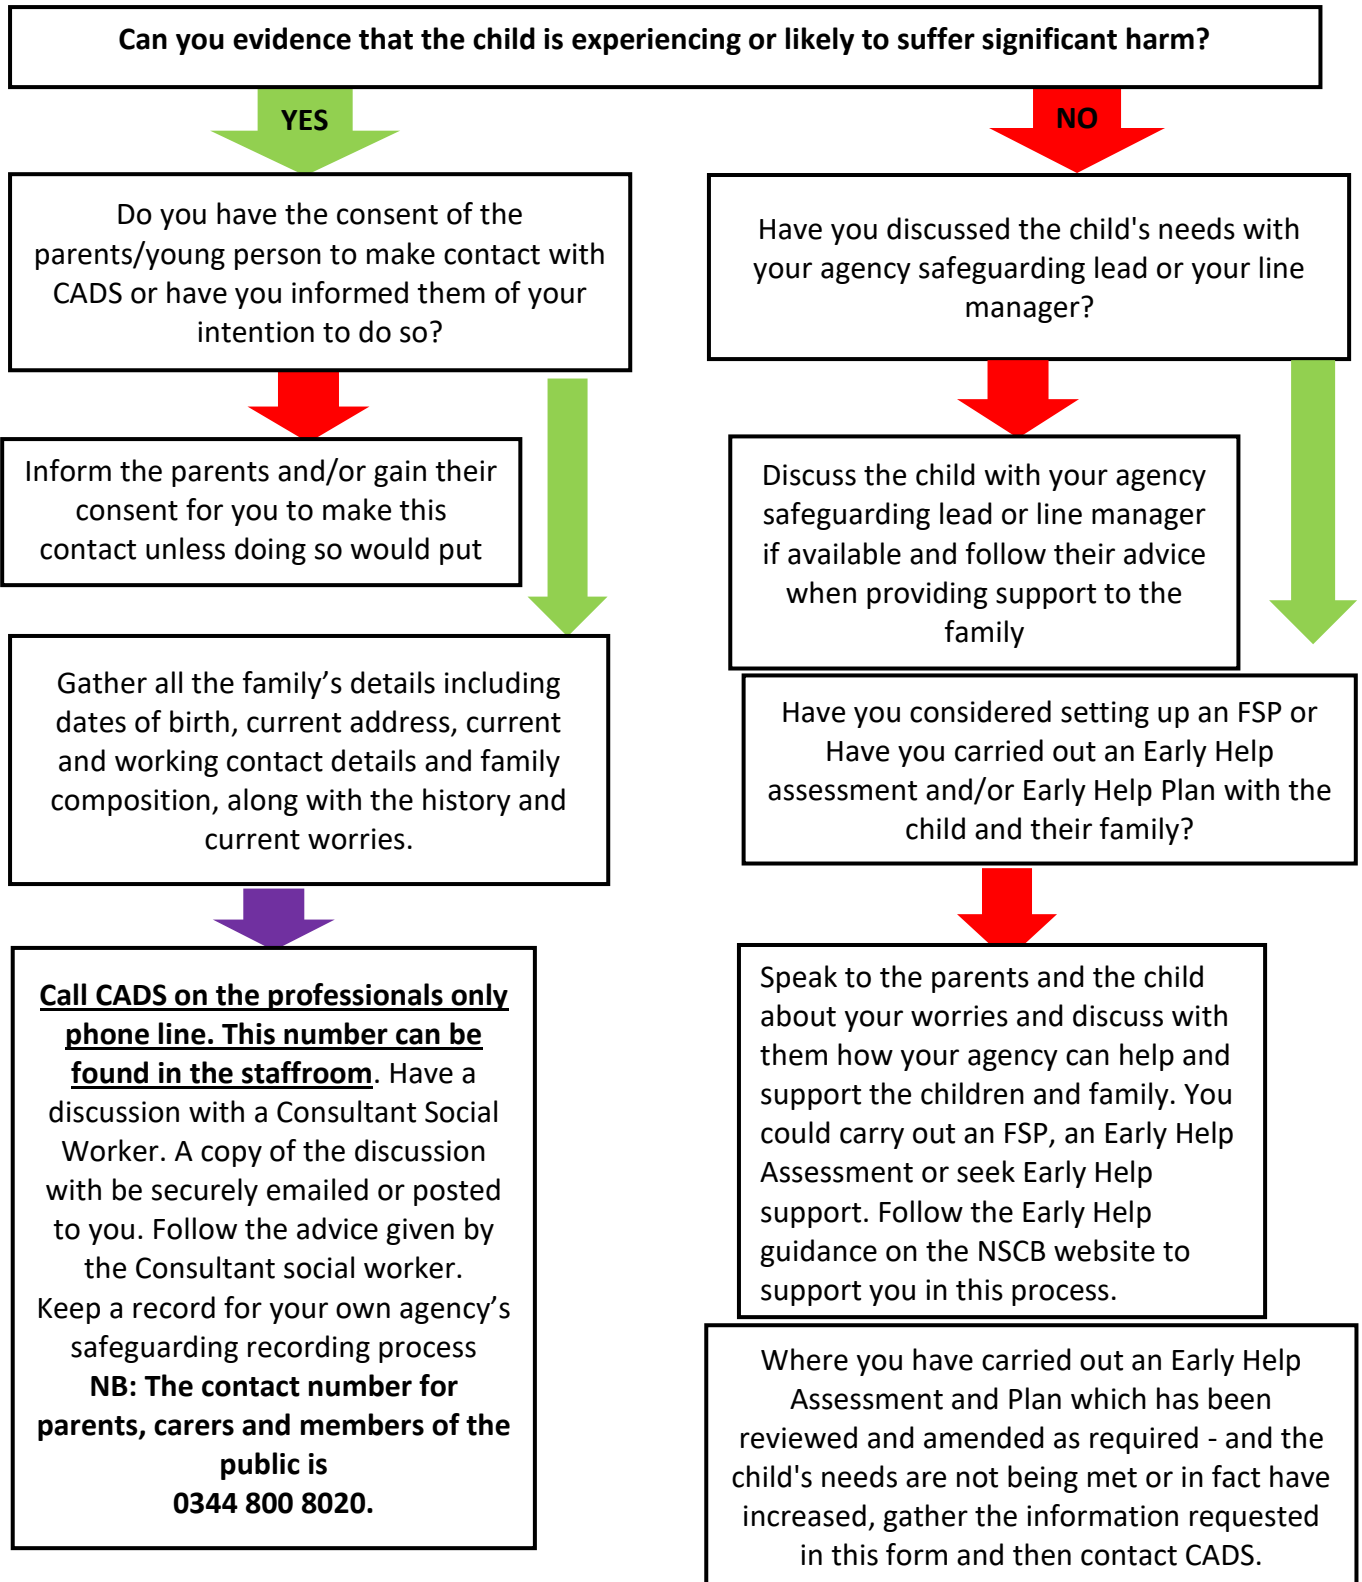 Can you evidence that the child is experiencing or likely to suffer significant harm?
YES
NO
Do you have the consent of the
parents/young person to make contact with
CADS or have you informed them of your
intention to do so?
Inform the parents and/or gain their
consent for you to make this
contact unless doing so would put
Gather all the family’s details including
dates of birth, current address, current
and working contact details and family
composition, along with the history and
current worries.
Call CADS on the professionals only
phone line. This number can be
found in the staffroom. Have a
discussion with a Consultant Social
Worker. A copy of the discussion
with be securely emailed or posted
to you. Follow the advice given by
the Consultant social worker.
Keep a record for your own agency’s
safeguarding recording process
NB: The contact number for
parents, carers and members of the
public is
0344 800 8020.
Have you discussed the child's needs with
your agency safeguarding lead or your line
manager?
Discuss the child with your agency
safeguarding lead or line manager
if available and follow their advice
when providing support to the
family
Have you considered setting up an FSP or
Have you carried out an Early Help
assessment and/or Early Help Plan with the
child and their family?
Speak to the parents and the child
about your worries and discuss with
them how your agency can help and
support the children and family. You
could carry out an FSP, an Early Help
Assessment or seek Early Help
support. Follow the Early Help
guidance on the NSCB website to
support you in this process.
Where you have carried out an Early Help
Assessment and Plan which has been
reviewed and amended as required - and the
child's needs are not being met or in fact have
increased, gather the information requested
in this form and then contact CADS.